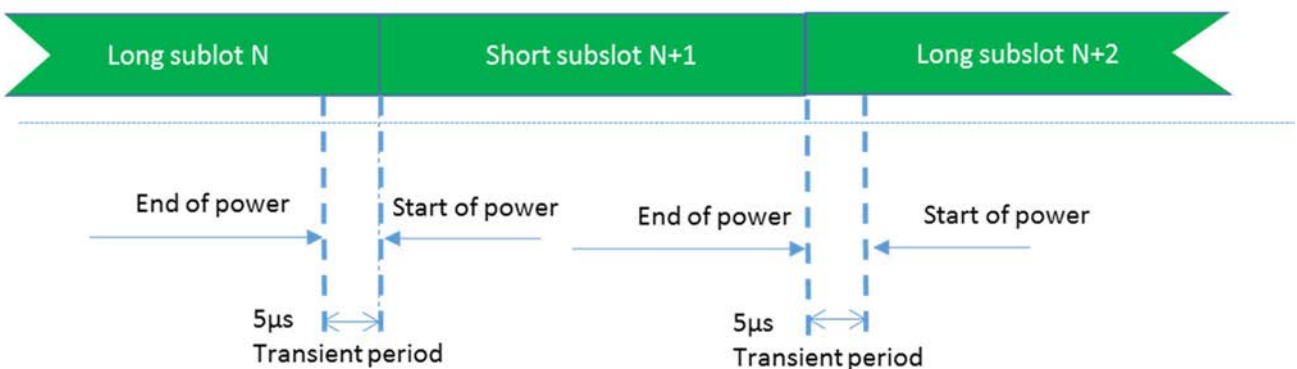 Long sublot N
Short subslot N+1
Long subslot N+2
End of power
Start of power
End of power
Start of power
5µs
Transient period
5µs
Transient period